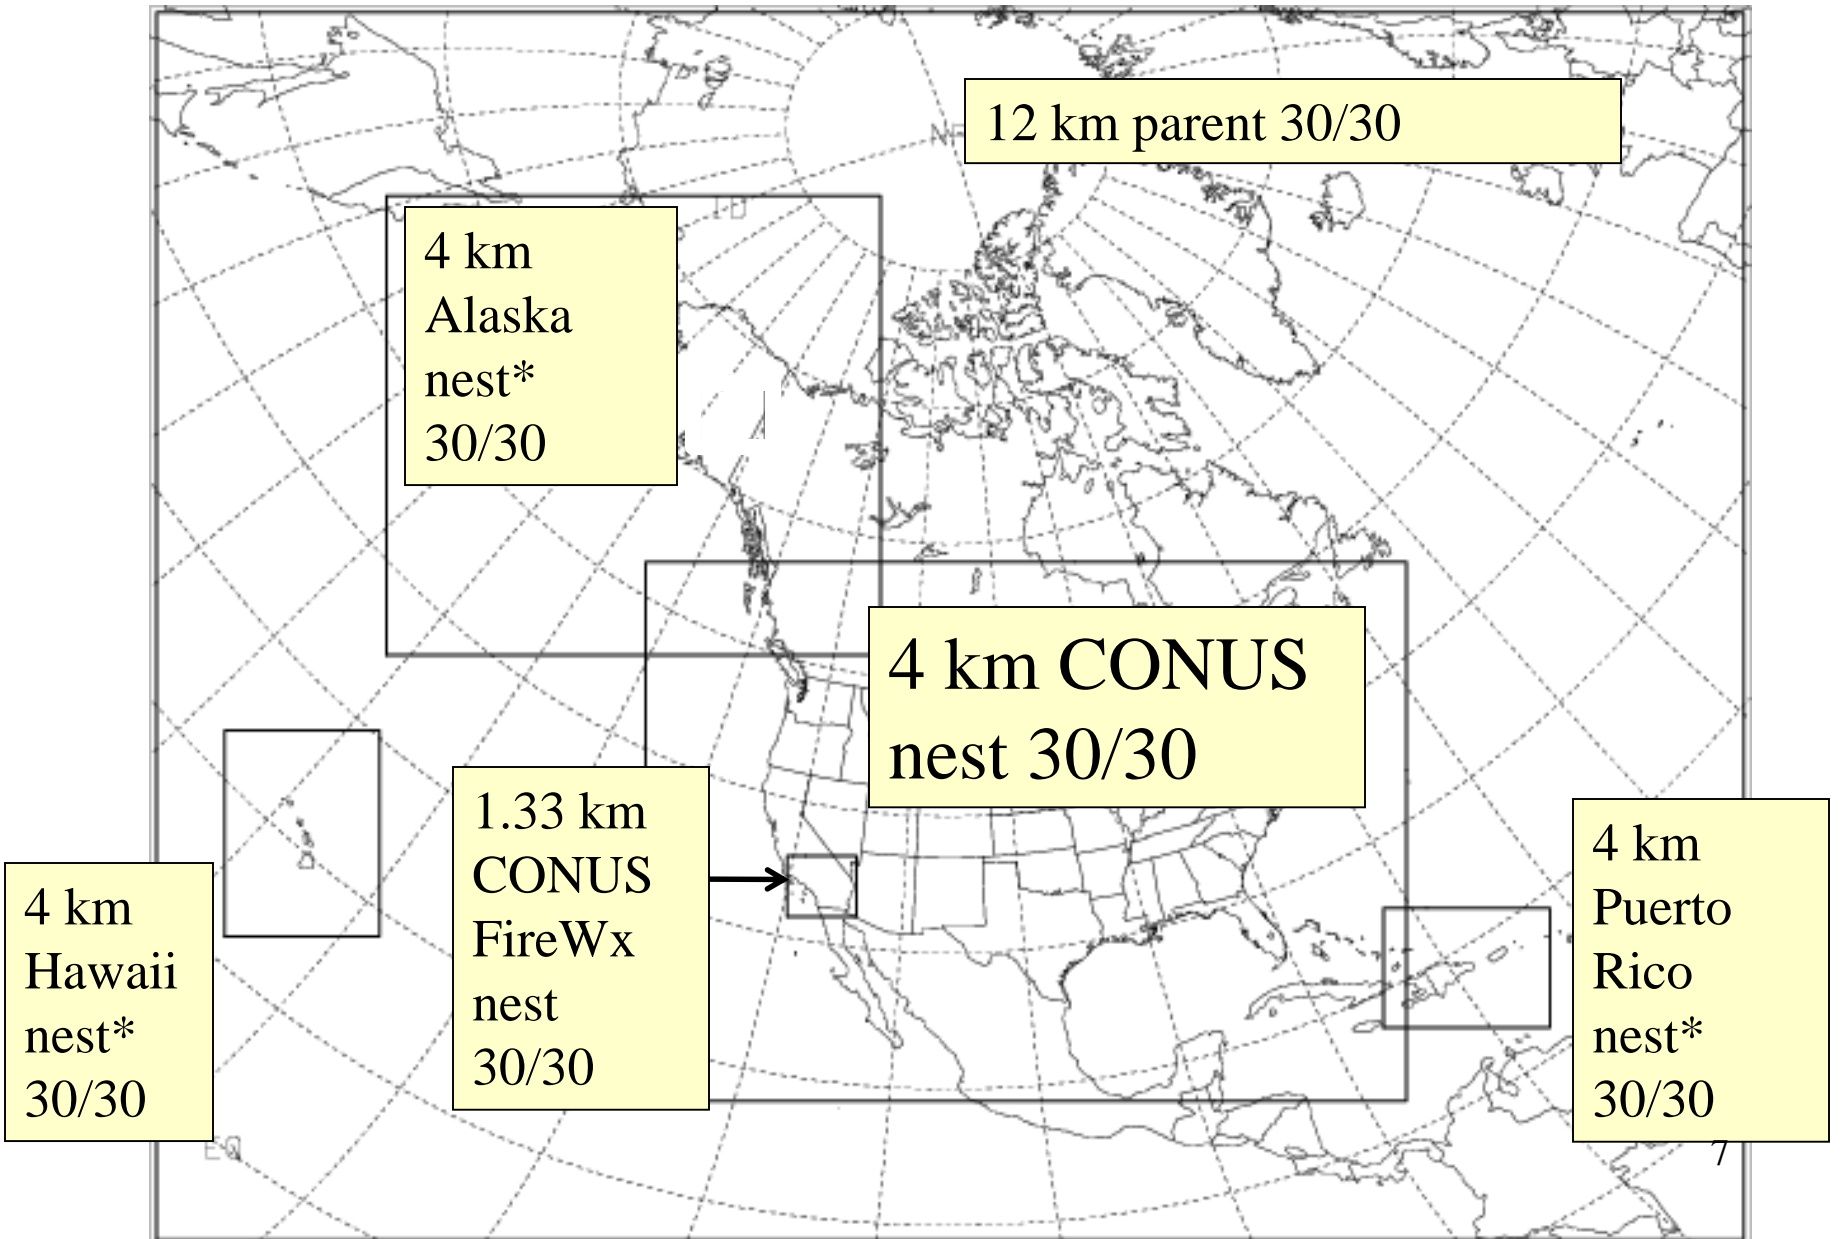 12 km parent 30/30
4 km
Alaska
nest*
30/30
4 km CONUS
nest 30/30
1.33 km
CONUS
FireWx
nest
30/30
4 km
Hawaii
nest*
30/30
4 km
Puerto
Rico
nest*
30/30
EQ
7